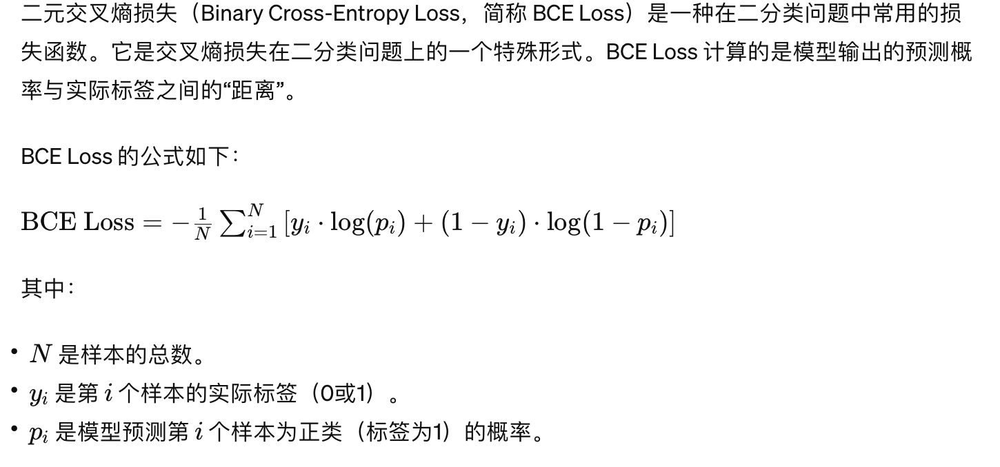 二元交叉熵损失（Binary Cross-Entropy Loss，简称 BCE Loss）是一种在二分类问题中常用的损
失函数。它是交叉熵损失在二分类问题上的一个特殊形式。BCE Loss 计算的是模型输出的预测概
率与实际标签之间的“距离”。
BCE Loss 的公式如下：
BCE Loss = −\frac{1}{N} \sum_{i=1}^{N} [y_i · log(p_i) + (1 − y_i) · log(1 − p_i)]
其中：
• N 是样本的总数。
• y_i 是第 i 个样本的实际标签（0或1）。
• p_i 是模型预测第 i 个样本为正类（标签为1）的概率。